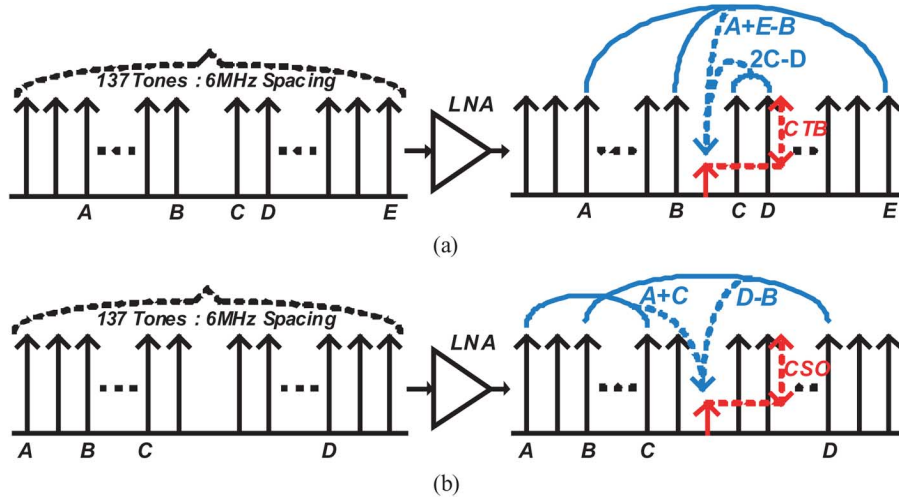 A+E-B
137 Tones : 6MHz Spacing
2C-D
LNA
CTB
A B C D E
A B C D E
(a)
A+C D-B
137 Tones : 6MHz Spacing
LNA
CSO
A B C D
A B C D
(b)